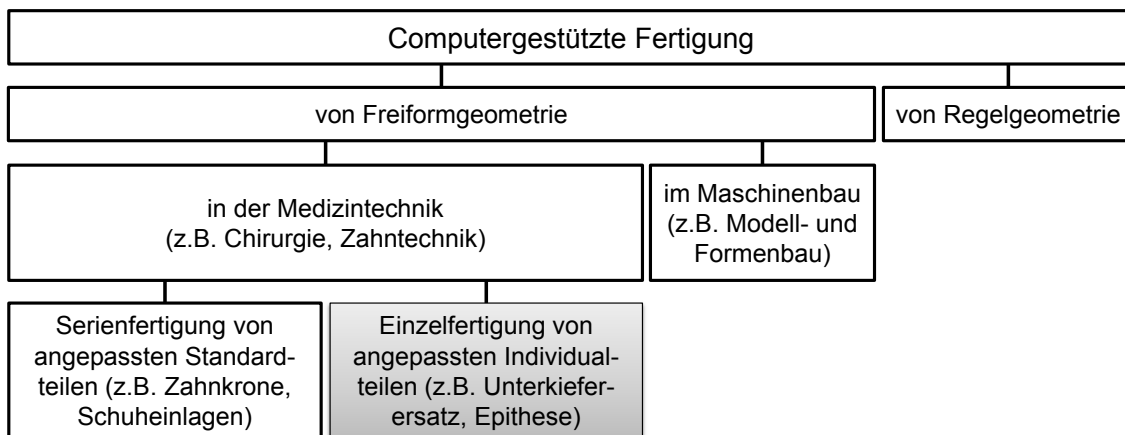 Computergestützte Fertigung
von Freiformgeometrie
von Regelgeometrie
in der Medizintechnik
(z.B. Chirurgie, Zahntechnik)
im Maschinenbau
(z.B. Modell- und
Formenbau)
Serienfertigung von
angepassten Standard-
teilen (z.B. Zahnkrone,
Schuheinlagen)
Einzelfertigung von
angepassten Individual-
teilen (z.B. Unterkiefer-
ersatz, Epithese)